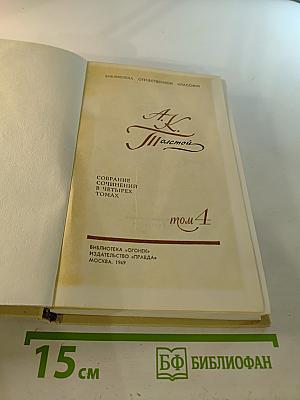 БИБЛИОТЕКА ОТЕЧЕСТВЕННОЙ КЛАССИКИ
А.К.
Толстой
СОБРАНИЕ
СОЧИНЕНИЙ
В ЧЕТЫРЕХ
ТОМАХ
том 4
БИБЛИОТЕКА «ОГОНЕК»
ИЗДАТЕЛЬСТВО «ПРАВДА»
МОСКВА. 1969
15 см
БФ БИБЛИОФАН